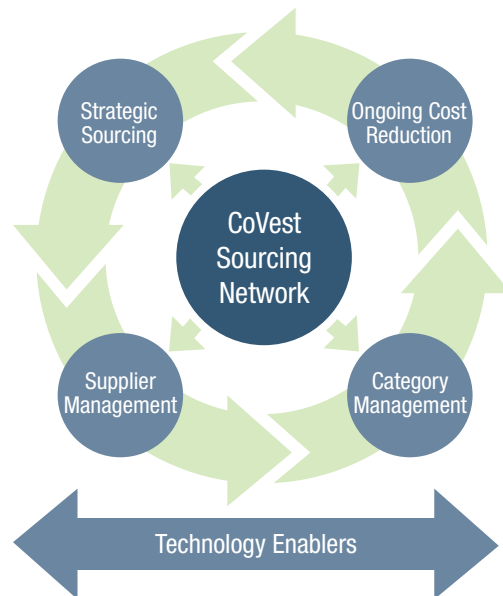 Strategic
Sourcing
Ongoing Cost
Reduction
CoVest
Sourcing
Network
Supplier
Management
Category
Management
Technology Enablers